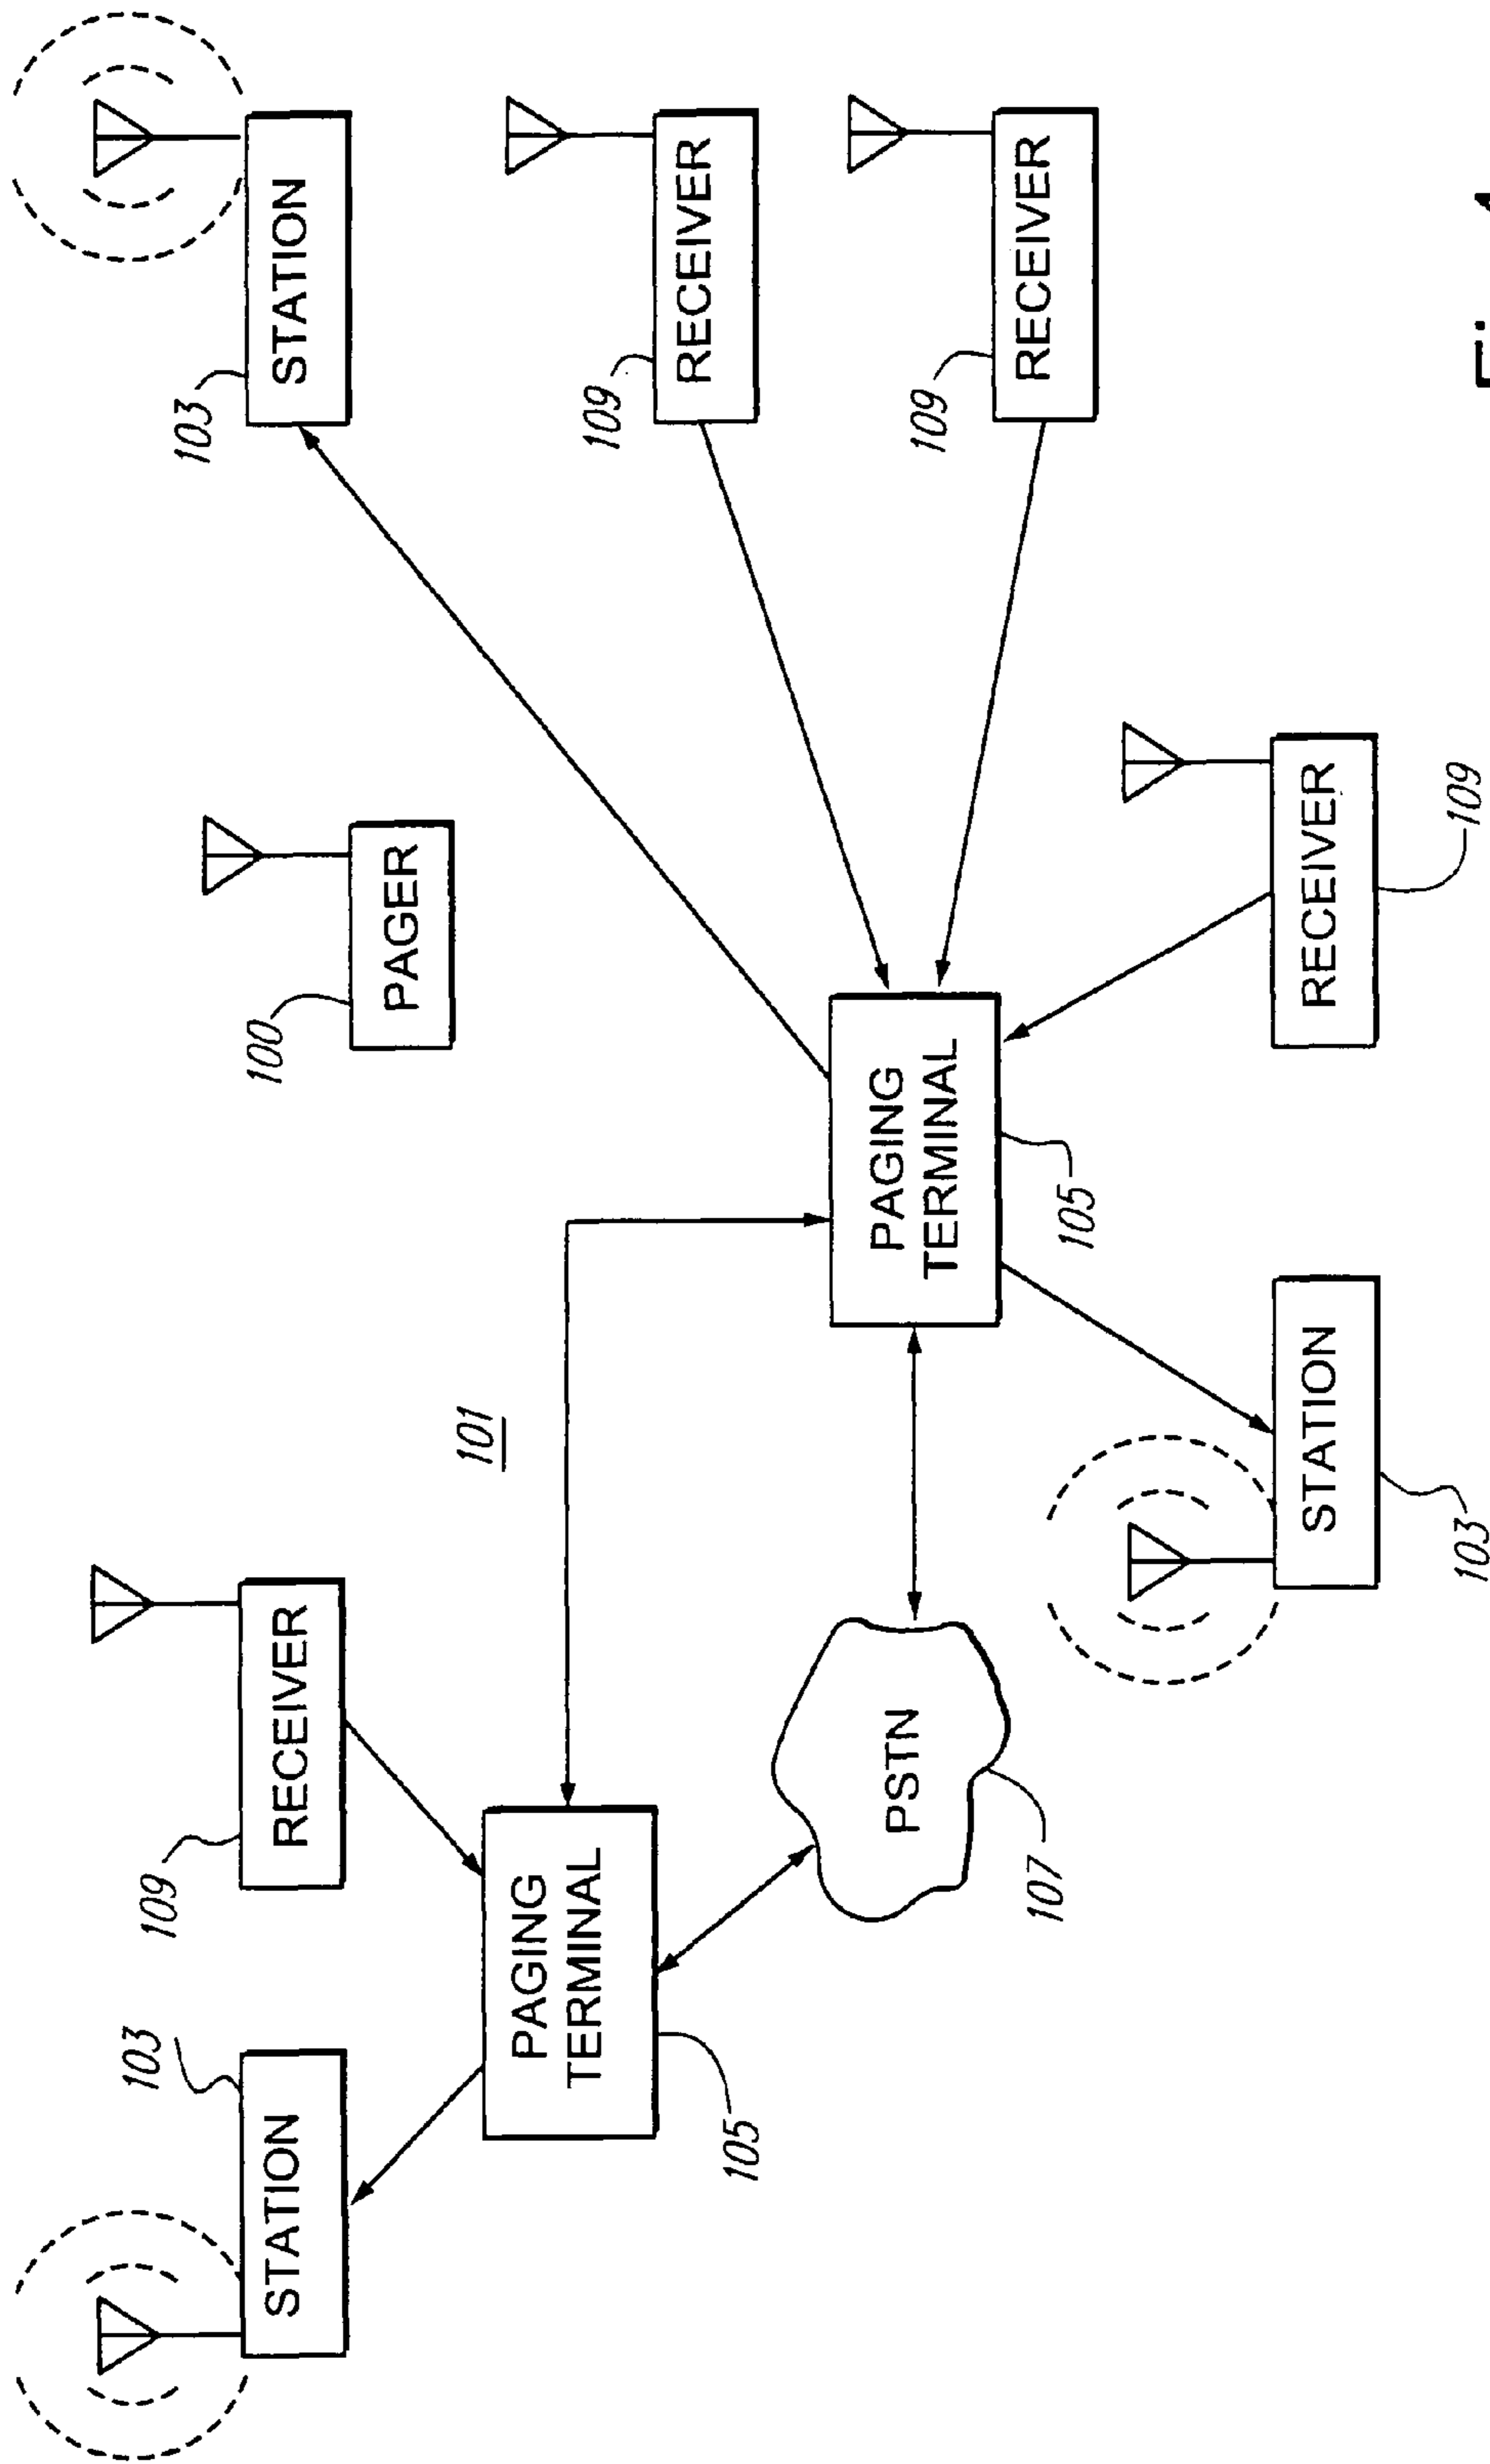 103
109
103
100
STATION
RECEIVER
STATION
PAGER
101
PAGING
TERMINAL
109
RECEIVER
105
PSTN
PAGING
TERMINAL
109
RECEIVER
107
105
STATION
RECEIVER
103
109